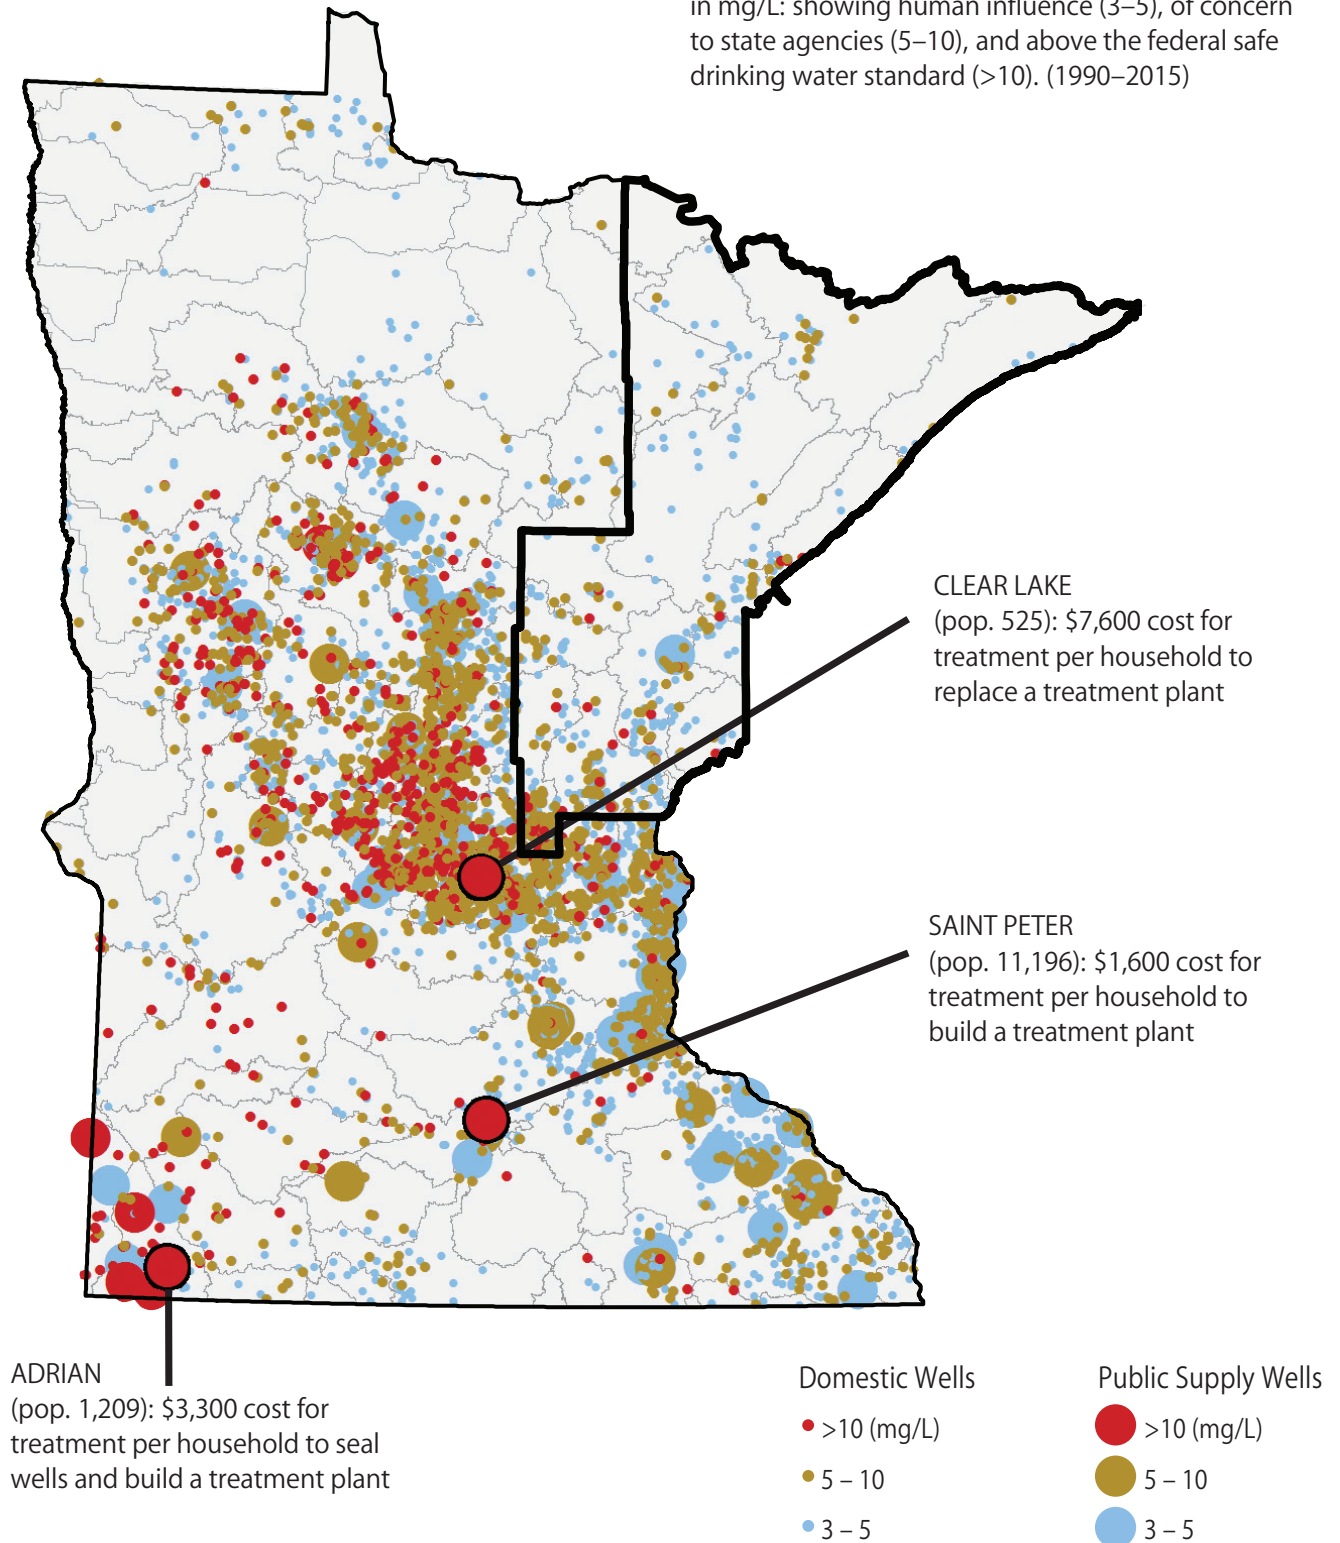 in mg/L: showing human influence (3–5), of concern
to state agencies (5–10), and above the federal safe
drinking water standard (>10). (1990–2015)
CLEAR LAKE
(pop. 525): $7,600 cost for
treatment per household to
replace a treatment plant
SAINT PETER
(pop. 11,196): $1,600 cost for
treatment per household to
build a treatment plant
ADRIAN
(pop. 1,209): $3,300 cost for
treatment per household to seal
wells and build a treatment plant
Domestic Wells
>10 (mg/L)
5 – 10
3 – 5
Public Supply Wells
>10 (mg/L)
5 – 10
3 – 5